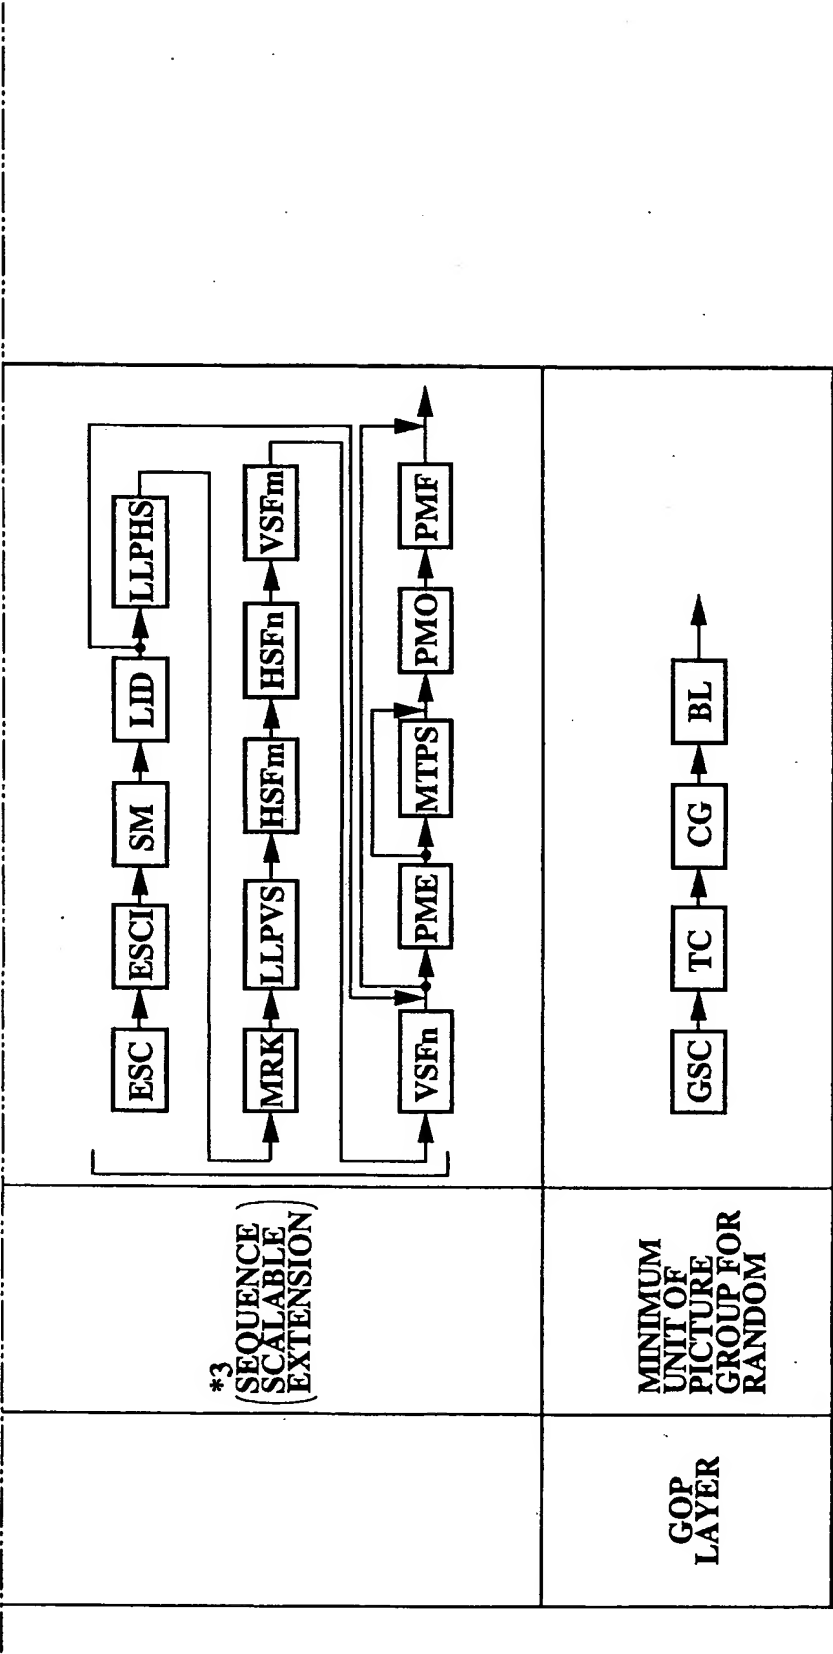 *3
(SEQUENCE
SCALABLE
EXTENSION)
ESC
ESCI
SM
LID
LLPHS
MRK
LLPVS
HSFm
HSFn
VSFm
VSFn
PME
MTPS
PMO
PMF
GOP
LAYER
MINIMUM
UNIT OF
PICTURE
GROUP FOR
RANDOM
GSC
TC
CG
BL